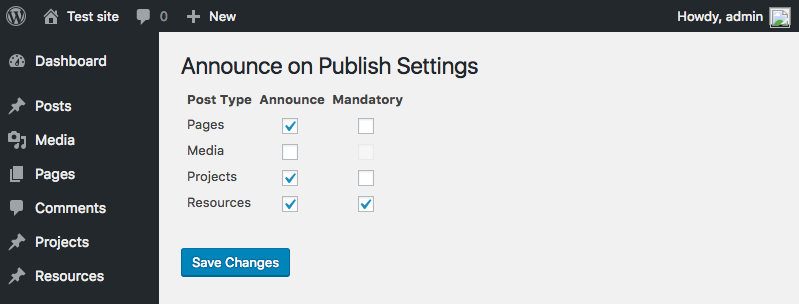 Test site 0 New Howdy, admin
Dashboard
Posts
Media
Pages
Comments
Projects
Resources
Announce on Publish Settings
Post Type Announce Mandatory
Pages
Media
Projects
Resources
Save Changes